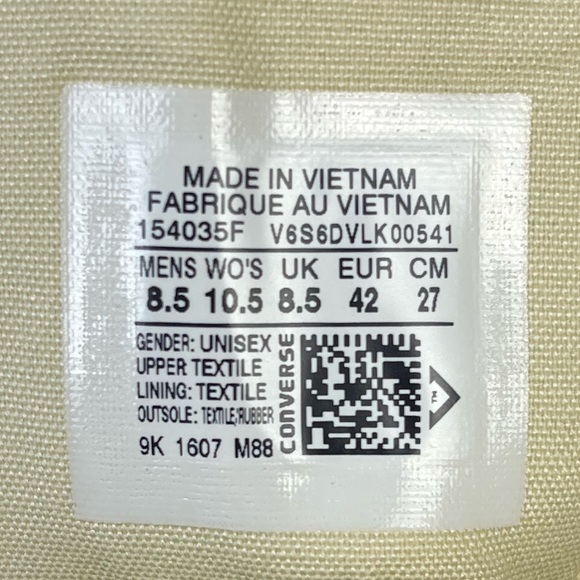 MADE IN VIETNAM
FABRIQUE AU VIETNAM
154035F V6S6DVLK00541
MENS WO'S UK EUR CM
8.5 10.5 8.5 42 27
GENDER: UNISEX
UPPER TEXTILE
LINING: TEXTILE
OUTSOLE: TEXTILE/RUBBER
9K 1607 M88
CONVERSE
TM